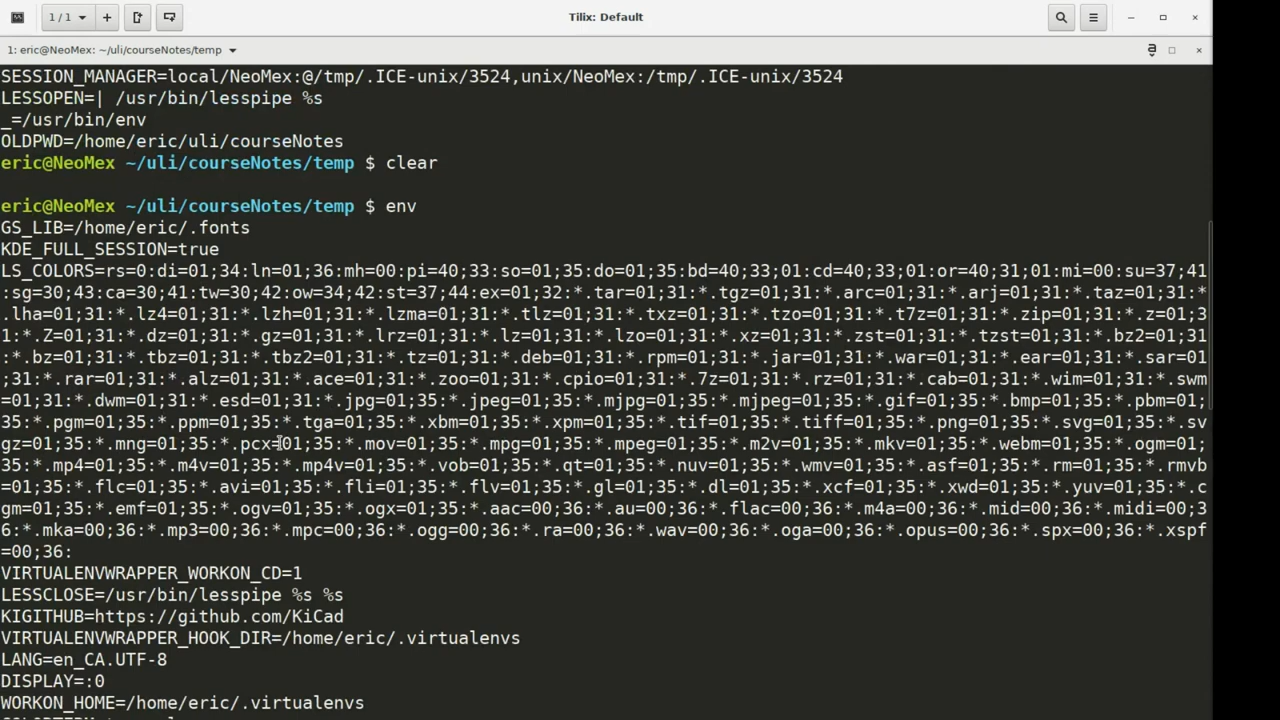 1 / 1
Tilix: Default
1: eric@NeoMex: ~/uli/courseNotes/temp
SESSION_MANAGER=local/NeoMex:@/tmp/.ICE-unix/3524,unix/NeoMex:/tmp/.ICE-unix/3524
LESSOPEN=| /usr/bin/lesspipe %s
_=/usr/bin/env
OLDPWD=/home/eric/uli/courseNotes
eric@NeoMex ~/uli/courseNotes/temp $ clear
eric@NeoMex ~/uli/courseNotes/temp $ env
GS_LIB=/home/eric/.fonts
KDE_FULL_SESSION=true
LS_COLORS=rs=0:di=01;34:ln=01;36:mh=00:pi=40;33:so=01;35:do=01;35:bd=40;33;01:cd=40;33;01:or=40;31;01:mi=00:su=37;41
:sg=30;43:ca=30;41:tw=30;42:ow=34;42:st=37;44:ex=01;32:*.tar=01;31:*.tgz=01;31:*.arc=01;31:*.arj=01;31:*.taz=01;31:*
.lha=01;31:*.lz4=01;31:*.lzh=01;31:*.lzma=01;31:*.tlz=01;31:*.txz=01;31:*.tzo=01;31:*.t7z=01;31:*.zip=01;31:*.z=01;3
1:*.Z=01;31:*.dz=01;31:*.gz=01;31:*.lrz=01;31:*.lz=01;31:*.lzo=01;31:*.xz=01;31:*.zst=01;31:*.tzst=01;31:*.bz2=01;31
:*.bz=01;31:*.tbz=01;31:*.tbz2=01;31:*.tz=01;31:*.deb=01;31:*.rpm=01;31:*.jar=01;31:*.war=01;31:*.ear=01;31:*.sar=01
;31:*.rar=01;31:*.alz=01;31:*.ace=01;31:*.zoo=01;31:*.cpio=01;31:*.7z=01;31:*.rz=01;31:*.cab=01;31:*.wim=01;31:*.swm
=01;31:*.dwm=01;31:*.esd=01;31:*.jpg=01;35:*.jpeg=01;35:*.mjpg=01;35:*.mjpeg=01;35:*.gif=01;35:*.bmp=01;35:*.pbm=01;
35:*.pgm=01;35:*.ppm=01;35:*.tga=01;35:*.xbm=01;35:*.xpm=01;35:*.tif=01;35:*.tiff=01;35:*.png=01;35:*.svg=01;35:*.sv
gz=01;35:*.mng=01;35:*.pcx=01;35:*.mov=01;35:*.mpg=01;35:*.mpeg=01;35:*.m2v=01;35:*.mkv=01;35:*.webm=01;35:*.ogm=01;
35:*.mp4=01;35:*.m4v=01;35:*.mp4v=01;35:*.vob=01;35:*.qt=01;35:*.nuv=01;35:*.wmv=01;35:*.asf=01;35:*.rm=01;35:*.rmvb
=01;35:*.flc=01;35:*.avi=01;35:*.fli=01;35:*.flv=01;35:*.gl=01;35:*.dl=01;35:*.xcf=01;35:*.xwd=01;35:*.yuv=01;35:*.c
gm=01;35:*.emf=01;35:*.ogv=01;35:*.ogx=01;35:*.aac=00;36:*.au=00;36:*.flac=00;36:*.m4a=00;36:*.mid=00;36:*.midi=00;3
6:*.mka=00;36:*.mp3=00;36:*.mpc=00;36:*.ogg=00;36:*.ra=00;36:*.wav=00;36:*.oga=00;36:*.opus=00;36:*.spx=00;36:*.xspf
=00;36:
VIRTUALENVWRAPPER_WORKON_CD=1
LESSCLOSE=/usr/bin/lesspipe %s %s
KIGITHUB=https://github.com/KiCad
VIRTUALENVWRAPPER_HOOK_DIR=/home/eric/.virtualenvs
LANG=en_CA.UTF-8
DISPLAY=:0
WORKON_HOME=/home/eric/.virtualenvs